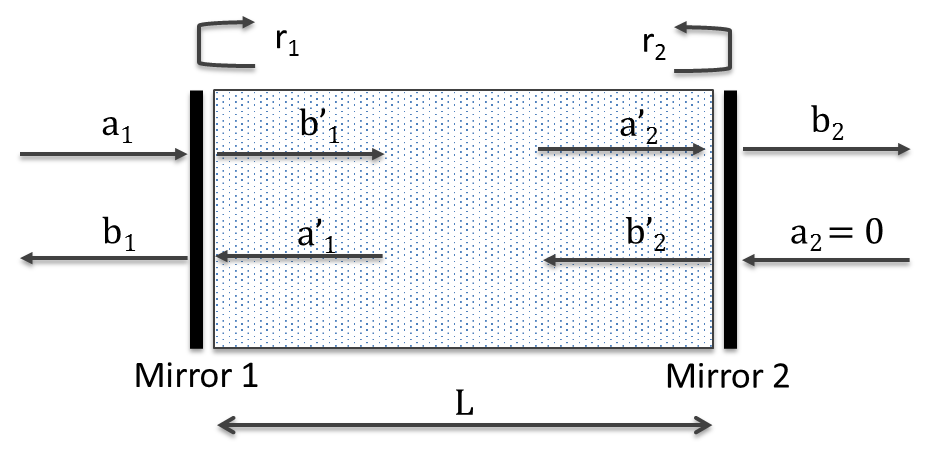 r₁
r₂
a₁
b'₁
a'₂
b₂
b₁
a'₁
b'₂
a₂ = 0
Mirror 1
Mirror 2
L